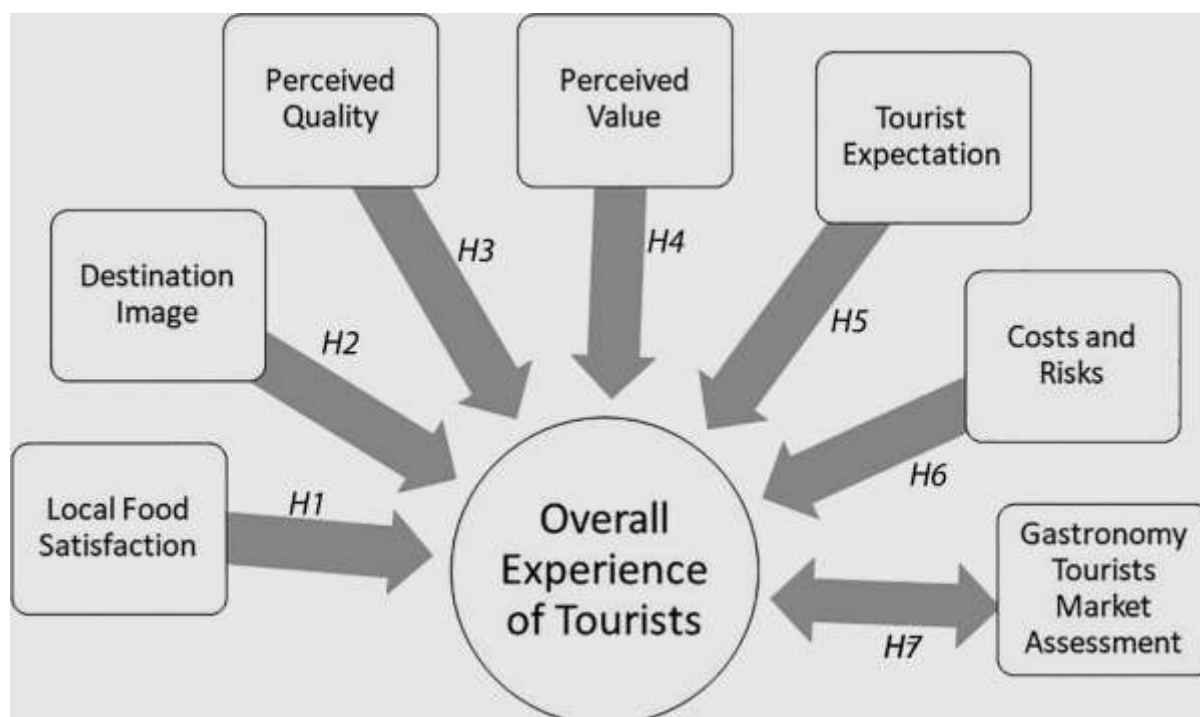 Perceived
Quality
Perceived
Value
Tourist
Expectation
Destination
Image
H3
H4
H5
H2
Costs and
Risks
H6
Local Food
Satisfaction
H1
Overall
Experience
of Tourists
Gastronomy
Tourists
Market
Assessment
H7